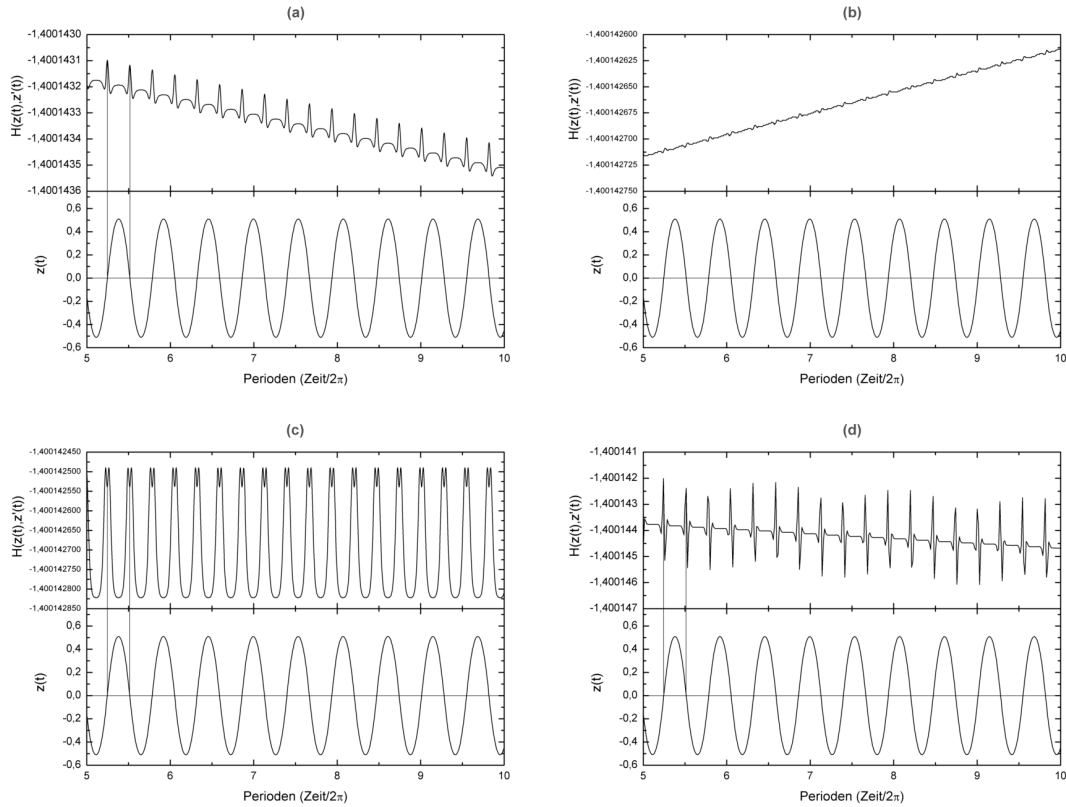 (a)
-1,4001430
-1,4001431
-1,4001432
-1,4001433
-1,4001434
-1,4001435
-1,4001436
H(z(t),z'(t))
0,6
0,4
0,2
0,0
-0,2
-0,4
-0,6
z(t)
5 6 7 8 9 10
Perioden (Zeit/2π)
(b)
-1,400142600
-1,400142625
-1,400142650
-1,400142675
-1,400142700
-1,400142725
-1,400142750
H(z(t),z'(t))
0,6
0,4
0,2
0,0
-0,2
-0,4
-0,6
z(t)
5 6 7 8 9 10
Perioden (Zeit/2π)
(c)
-1,400142450
-1,400142500
-1,400142550
-1,400142600
-1,400142650
-1,400142700
-1,400142750
-1,400142800
-1,400142850
H(z(t),z'(t))
0,6
0,4
0,2
0,0
-0,2
-0,4
-0,6
z(t)
5 6 7 8 9 10
Perioden (Zeit/2π)
(d)
-1,400141
-1,400142
-1,400143
-1,400144
-1,400145
-1,400146
-1,400147
H(z(t),z'(t))
0,6
0,4
0,2
0,0
-0,2
-0,4
-0,6
z(t)
5 6 7 8 9 10
Perioden (Zeit/2π)